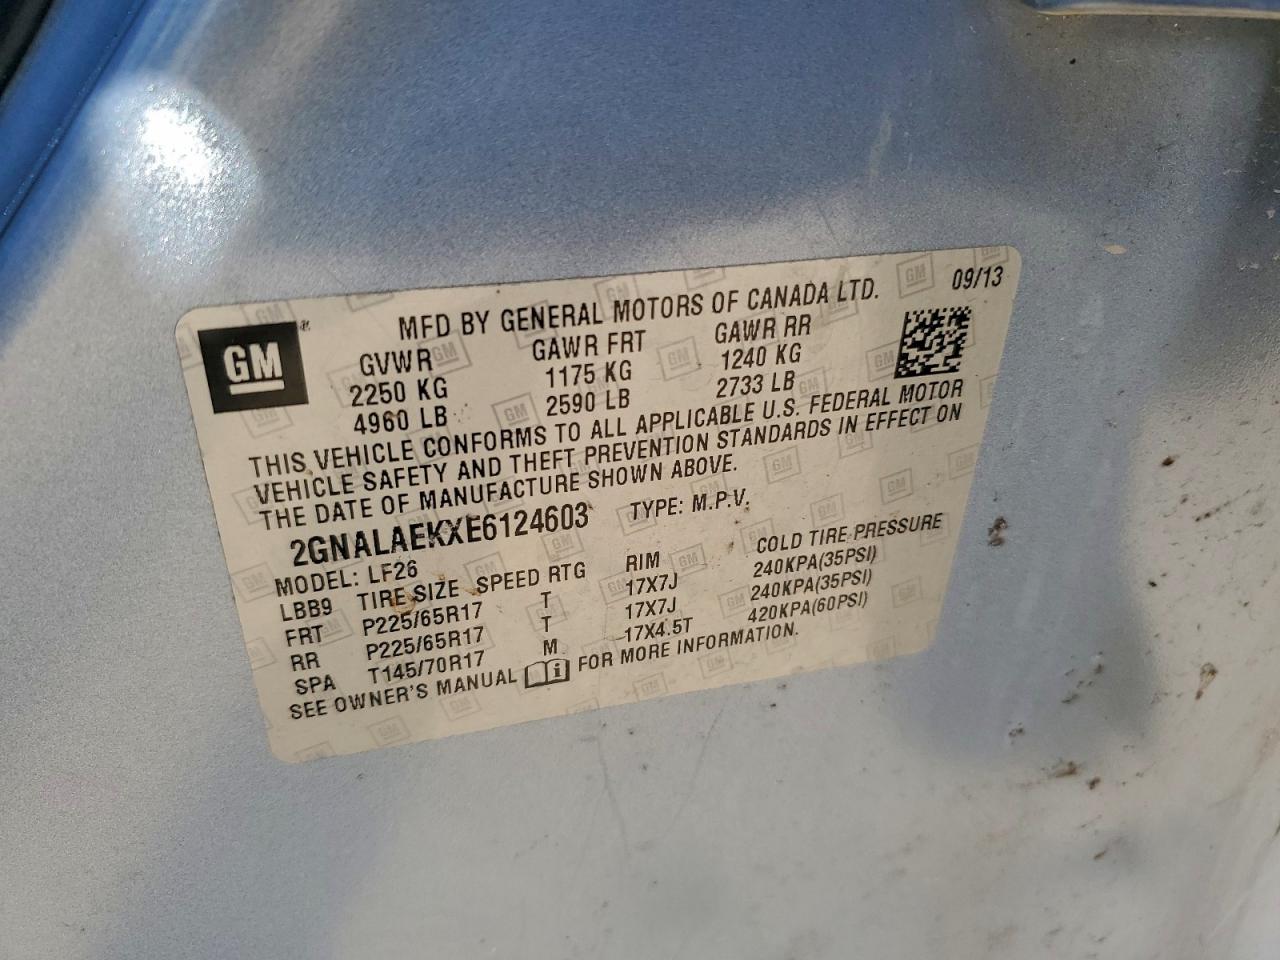 MFD BY GENERAL MOTORS OF CANADA LTD. 09/13
GM
GVWR GAWR FRT GAWR RR
2250 KG 1175 KG 1240 KG
4960 LB 2590 LB 2733 LB
THIS VEHICLE CONFORMS TO ALL APPLICABLE U.S. FEDERAL MOTOR
VEHICLE SAFETY AND THEFT PREVENTION STANDARDS IN EFFECT ON
THE DATE OF MANUFACTURE SHOWN ABOVE.
2GNALAEKXE6124603 TYPE: M.P.V.
MODEL: LF26
LBB9 TIRE SIZE SPEED RTG RIM COLD TIRE PRESSURE
FRT P225/65R17 T 17X7J 240KPA(35PSI)
RR P225/65R17 T 17X7J 240KPA(35PSI)
SPA T145/70R17 M 17X4.5T 420KPA(60PSI)
SEE OWNER'S MANUAL FOR MORE INFORMATION.